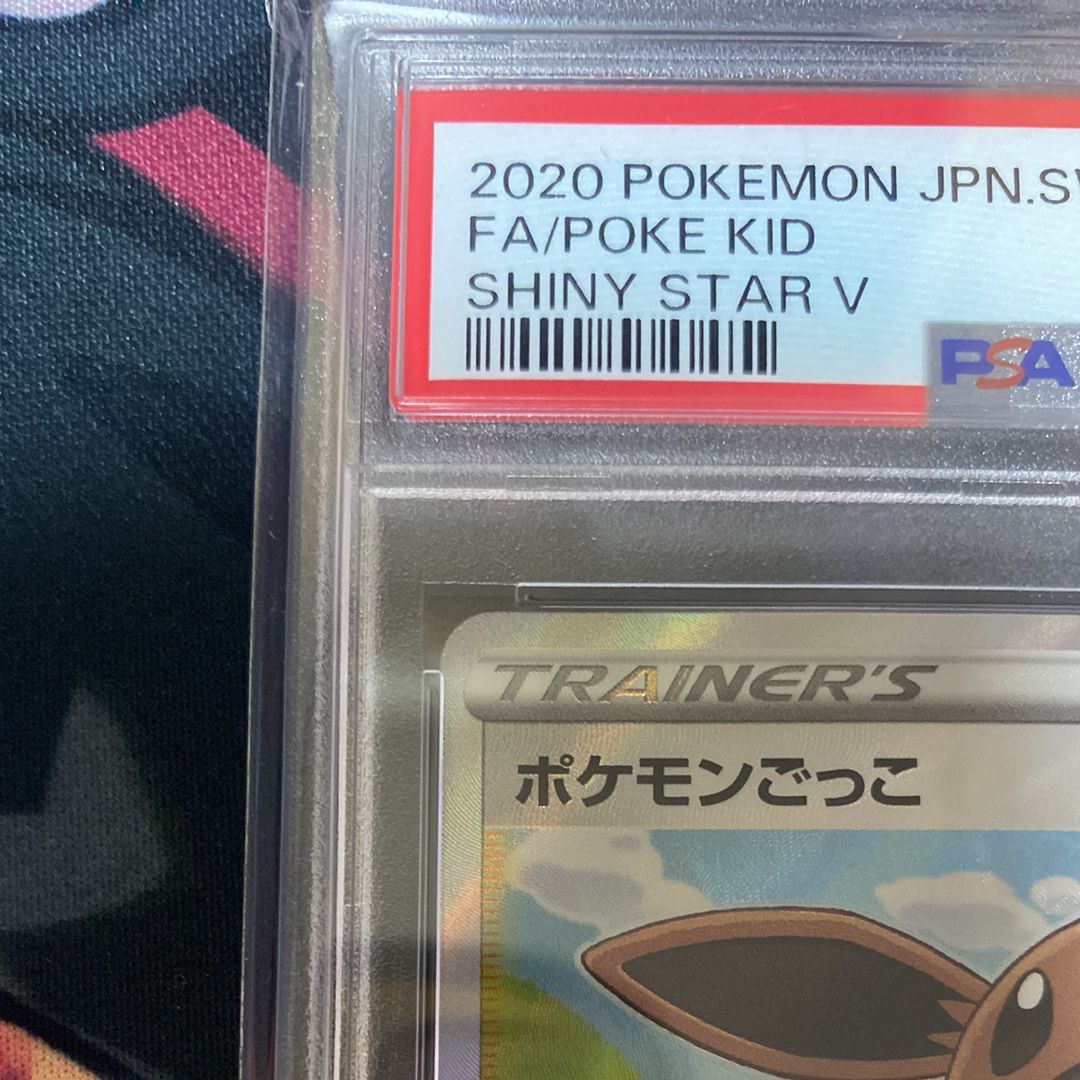 2020 POKEMON JPN.SW
FA/POKE KID
SHINY STAR V
PSA
TRAINER'S
ポケモンごっこ